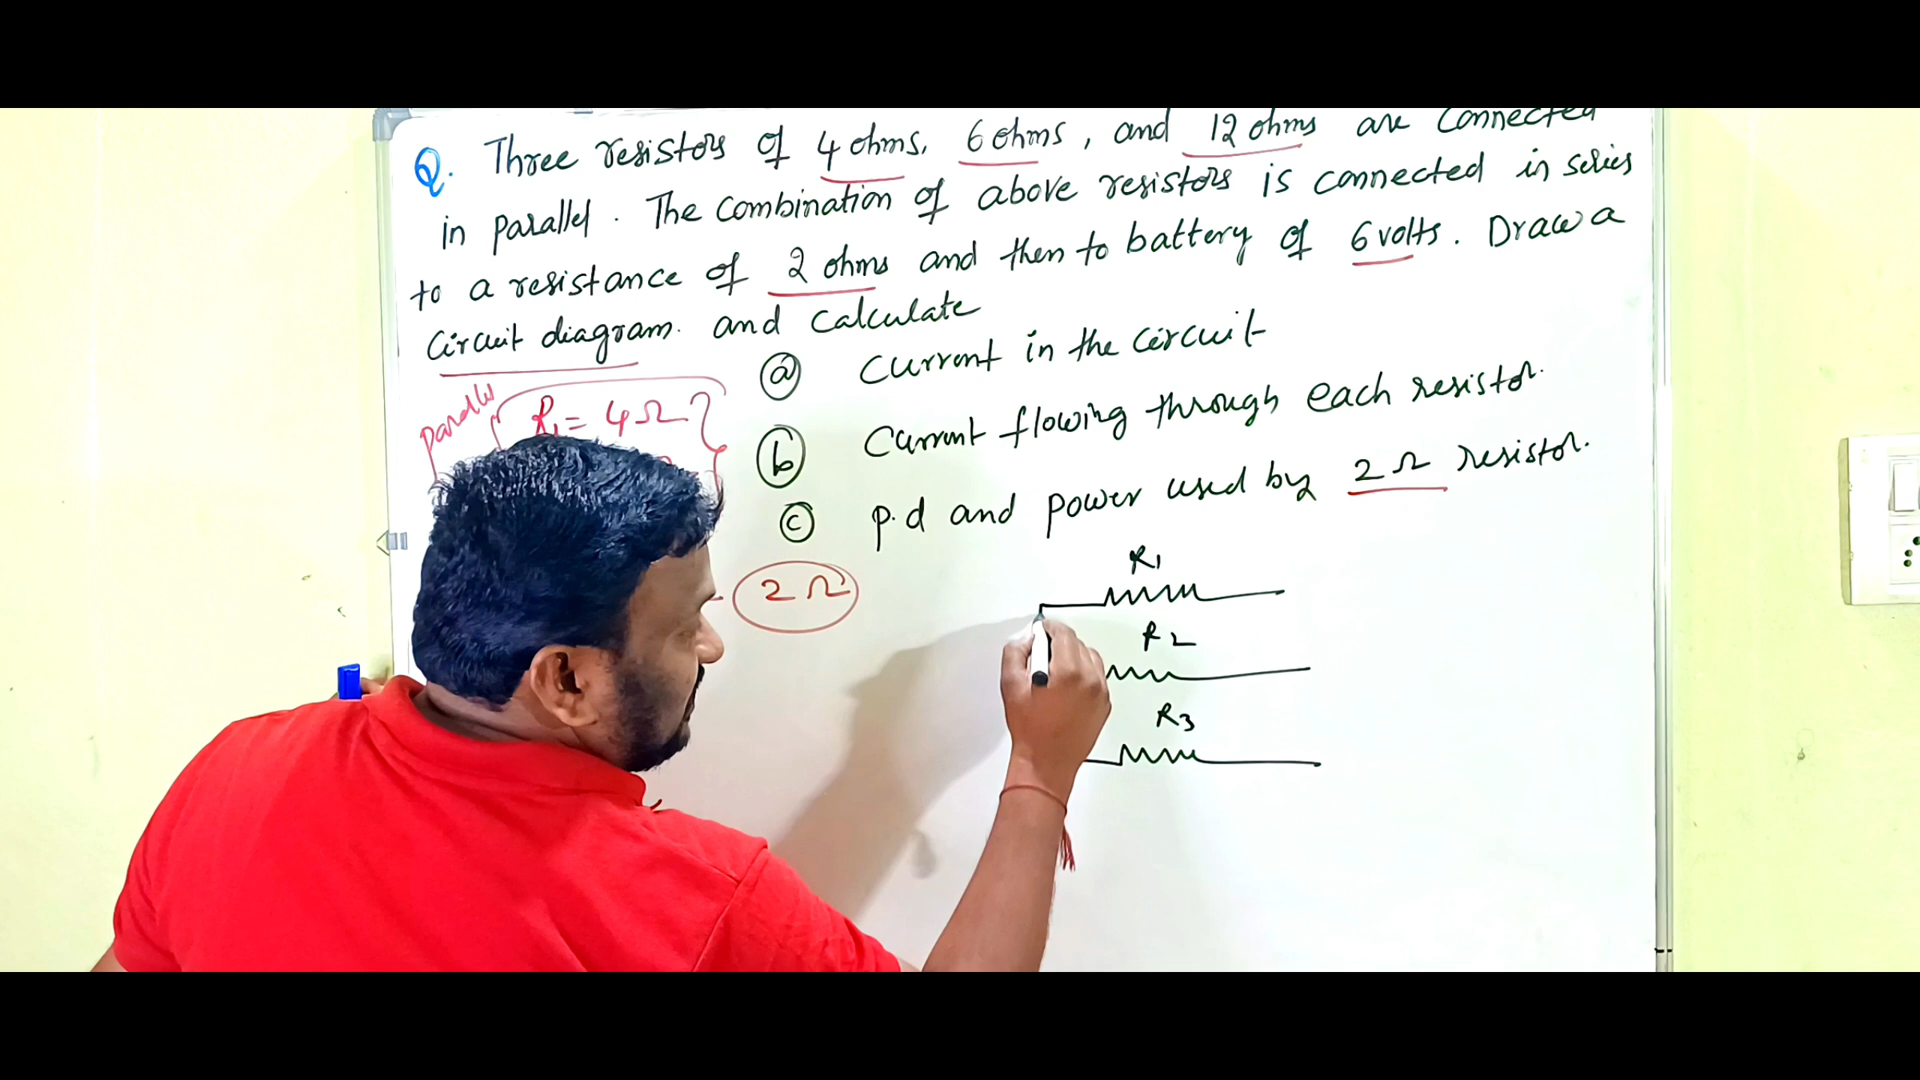 Q. Three resistors of 4 ohms, 6 ohms, and 12 ohms are connected
in parallel. The combination of above resistors is connected in series
to a resistance of 2 ohms and then to battery of 6 volts. Draw a
circuit diagram. and calculate
(a) Current in the circuit
(b) Current flowing through each resistor.
(c) p.d and power used by 2 Ω resistor.
parallel
R1 = 4Ω
2 Ω
R1
R2
R3